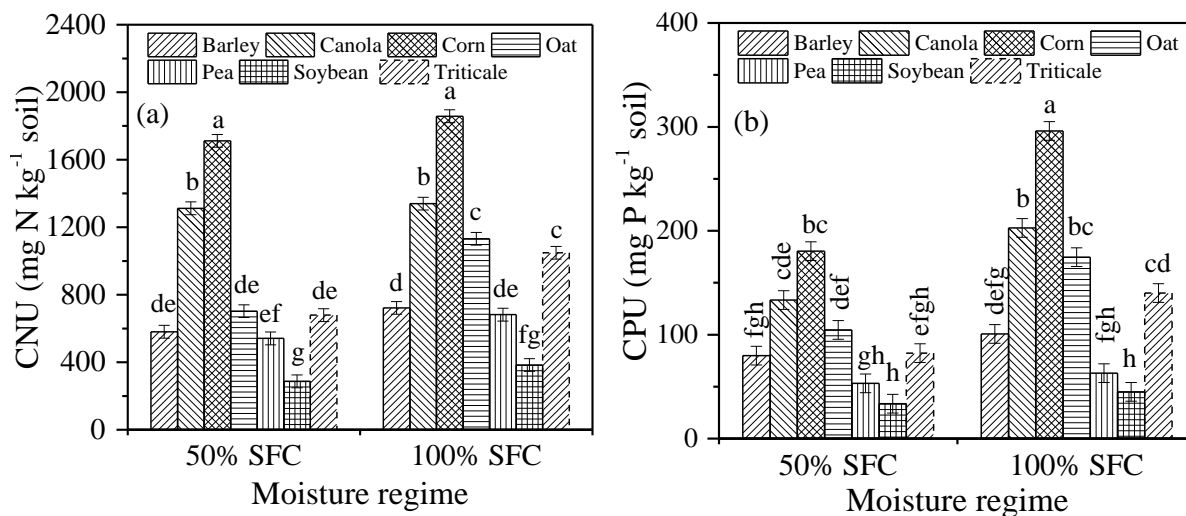 CNU (mg N kg⁻¹ soil)
2400
2000
1600
1200
800
400
0
Barley Canola Corn Oat
Pea Soybean Triticale
(a)
de b a de ef de g
d b a c de fg c
50% SFC 100% SFC
Moisture regime
CPU (mg P kg⁻¹ soil)
400
300
200
100
0
Barley Canola Corn Oat
Pea Soybean Triticale
(b)
fgh cde bc def gh h efgh
defg b a bc fgh h cd
50% SFC 100% SFC
Moisture regime